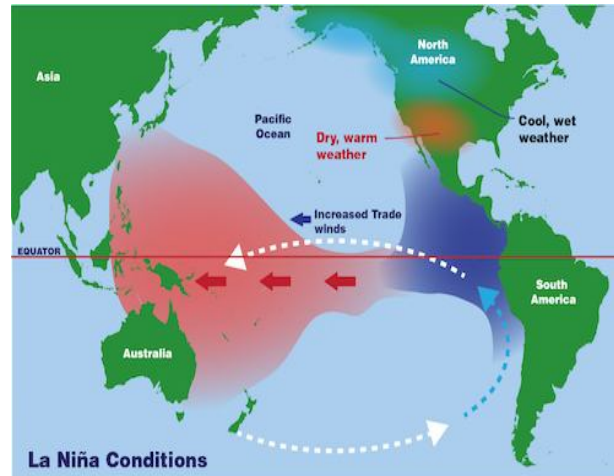 Asia
North
America
Pacific
Ocean
Cool, wet
weather
Dry, warm
weather
Increased Trade
winds
EQUATOR
South
America
Australia
La Niña Conditions